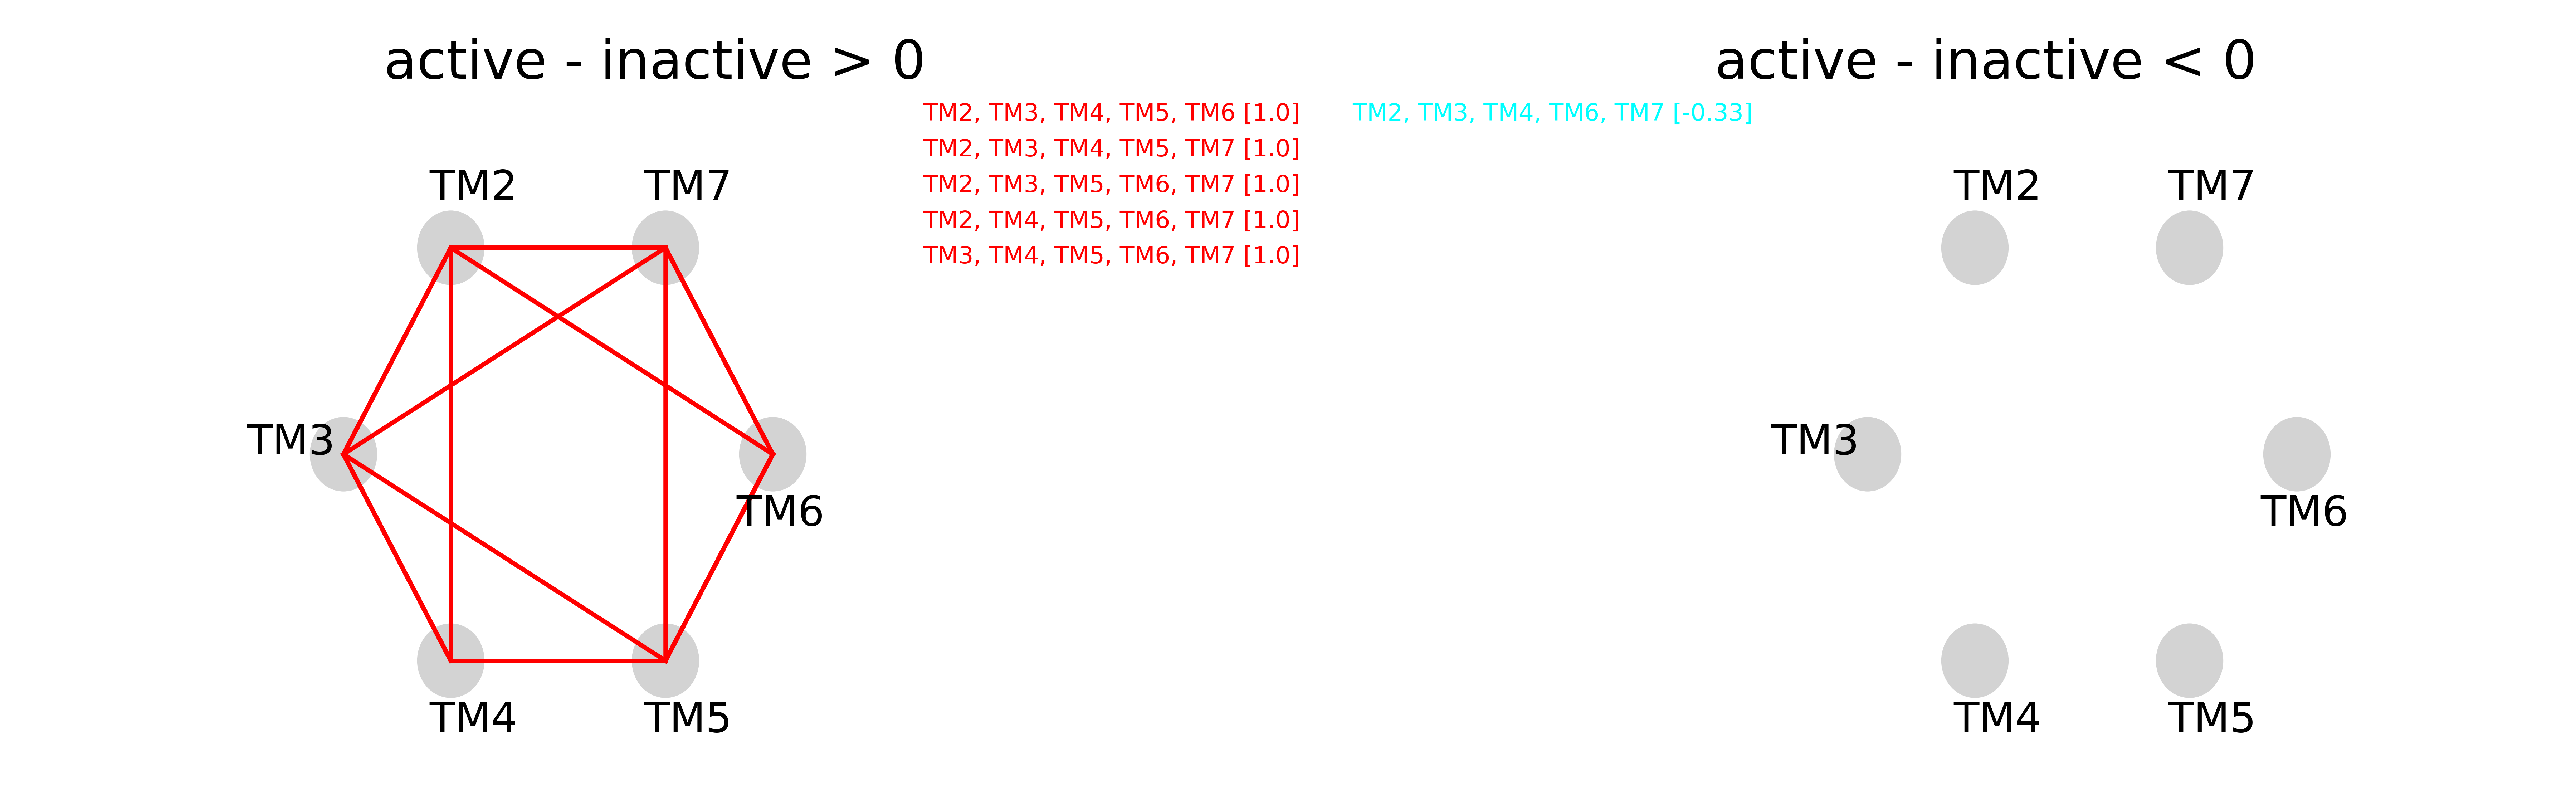 active - inactive > 0
TM2, TM3, TM4, TM5, TM6 [1.0]
TM2, TM3, TM4, TM5, TM7 [1.0]
TM2, TM3, TM5, TM6, TM7 [1.0]
TM2, TM4, TM5, TM6, TM7 [1.0]
TM3, TM4, TM5, TM6, TM7 [1.0]
TM2
TM7
TM3
TM6
TM4
TM5
active - inactive < 0
TM2, TM3, TM4, TM6, TM7 [-0.33]
TM2
TM7
TM3
TM6
TM4
TM5